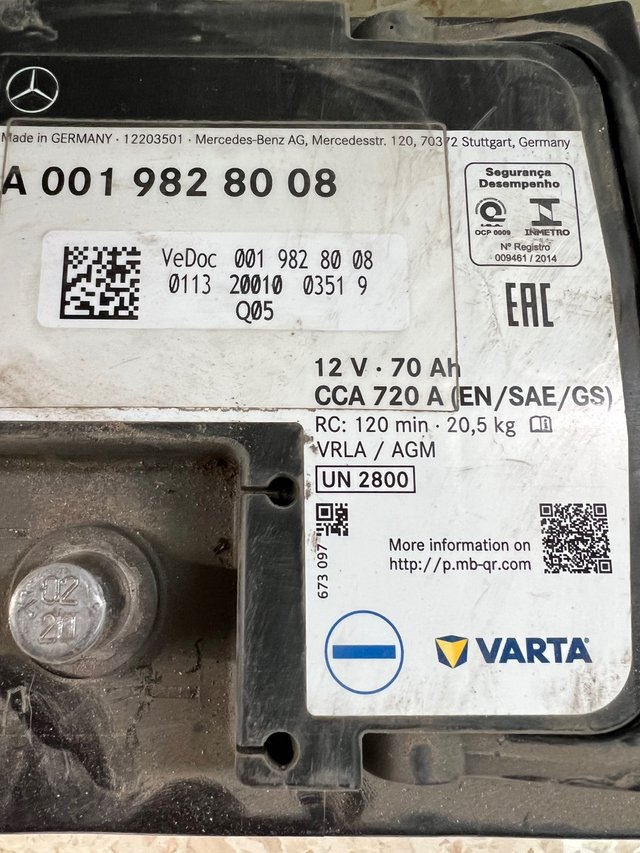 Made in GERMANY · 12203501 · Mercedes-Benz AG, Mercedesstr. 120, 70372 Stuttgart, Germany
A 001 982 80 08
Segurança
Desempenho
OCP 0009
INMETRO
Nº Registro
009461 / 2014
VeDoc 001 982 80 08
0113 20010 0351 9
Q05
EAC
12 V · 70 Ah
CCA 720 A (EN/SAE/GS)
RC: 120 min · 20,5 kg
VRLA / AGM
UN 2800
673 097
More information on
http://p.mb-qr.com
02
VARTA